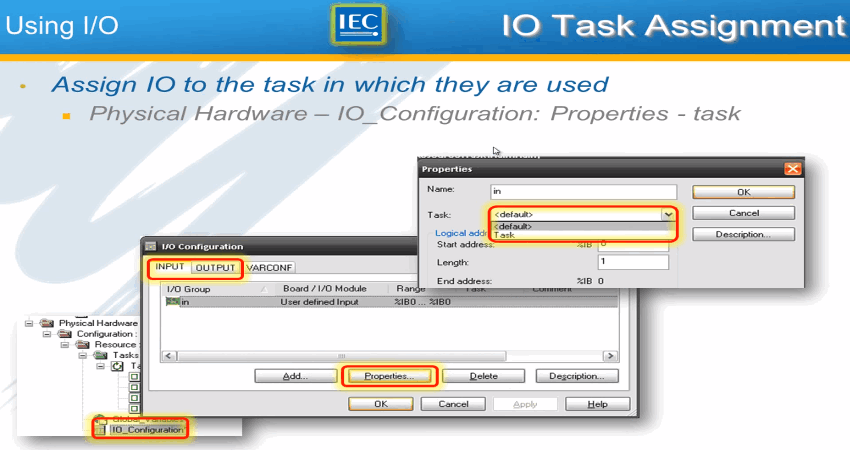 Using I/O
IEC
IO Task Assignment
Assign IO to the task in which they are used
Physical Hardware – IO_Configuration: Properties - task
Properties
Name:
in
OK
Task:
<default>
Cancel
<default>
Task
Description...
Logical addr
Start address:
%IB
0
Length:
1
End address:
%IB 0
I/O Configuration
INPUT
OUTPUT
VARCONF
I/O Group
Board / I/O Module
Range
Task
Comment
in
User defined Input
%IB0 ... %IB0
Add...
Properties...
Delete
Description...
OK
Cancel
Apply
Help
Physical Hardware
Configuration :
Resource :
Tasks
Ta
Global_Variables
IO_Configuration